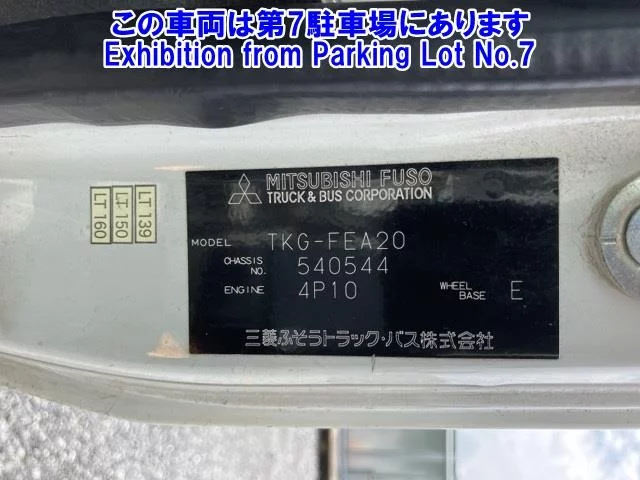 この車両は第7駐車場にあります
Exhibition from Parking Lot No.7
MITSUBISHI FUSO
TRUCK & BUS CORPORATION
LT 139
LT 150
LT 160
MODEL TKG-FEA20
CHASSIS NO. 540544
ENGINE 4P10 WHEEL BASE E
三菱ふそうトラック・バス株式会社